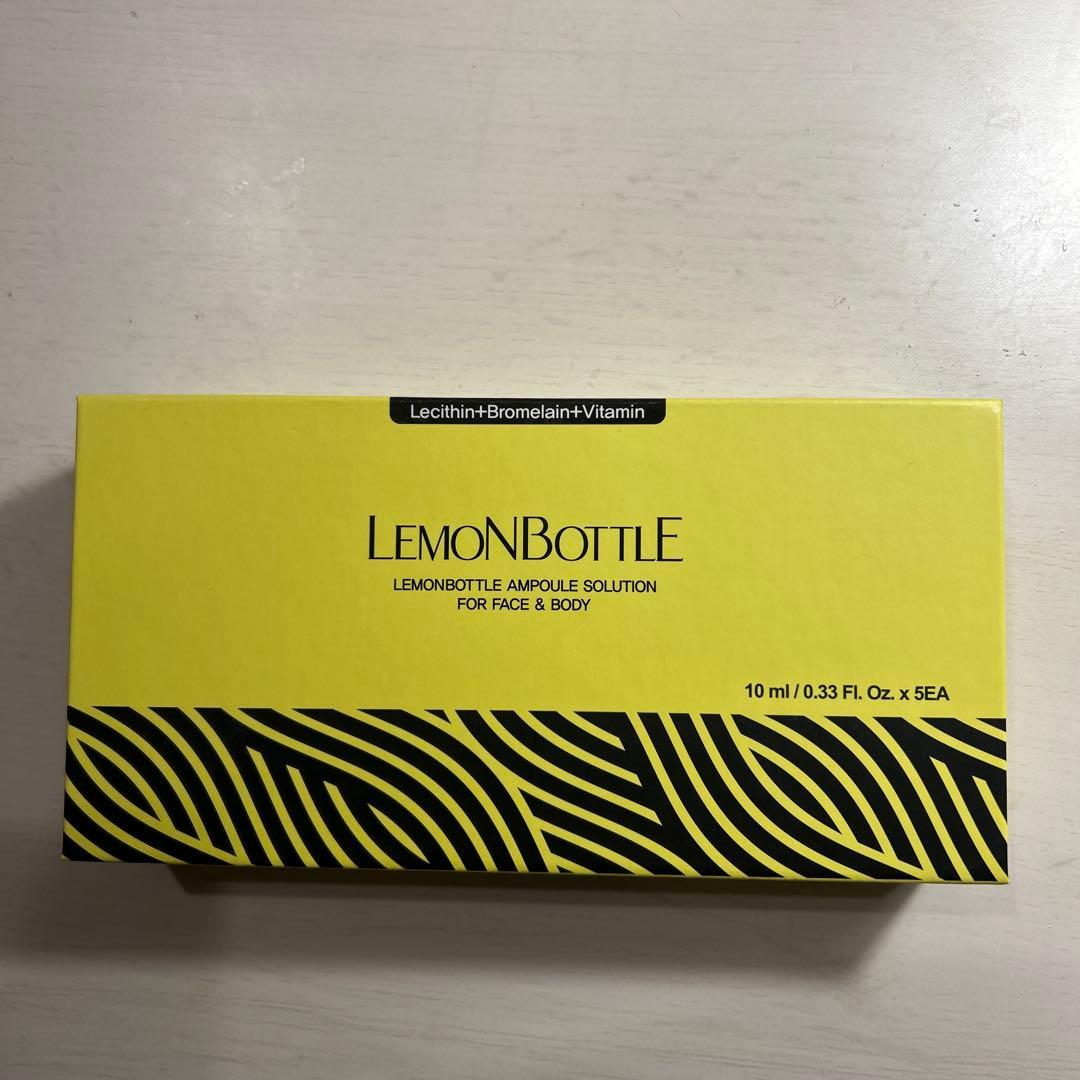 Lecithin+Bromelain+Vitamin
LEMONBOTTLE
LEMONBOTTLE AMPOULE SOLUTION
FOR FACE & BODY
10 ml / 0.33 Fl. Oz. x 5EA